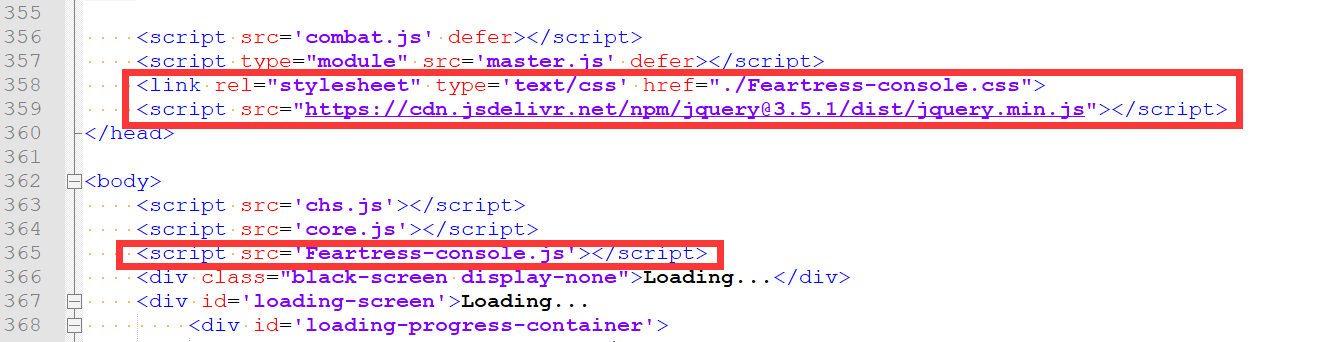 355
356 <script src='combat.js' defer></script>
357 <script type="module" src='master.js' defer></script>
358 <link rel="stylesheet" type='text/css' href="./Feartress-console.css">
359 <script src="https://cdn.jsdelivr.net/npm/jquery@3.5.1/dist/jquery.min.js"></script>
360 </head>
361
362 <body>
363 <script src='chs.js'></script>
364 <script src='core.js'></script>
365 <script src='Feartress-console.js'></script>
366 <div class="black-screen display-none">Loading...</div>
367 <div id='loading-screen'>Loading...
368 <div id='loading-progress-container'>